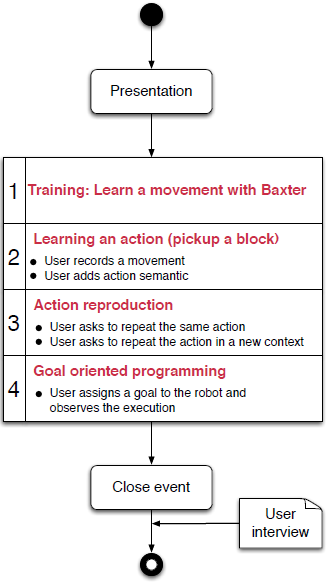 Presentation
1
Training: Learn a movement with Baxter
2
Learning an action (pickup a block)
● User records a movement
● User adds action semantic
3
Action reproduction
● User asks to repeat the same action
● User asks to repeat the action in a new context
4
Goal oriented programming
● User assigns a goal to the robot and
observes the execution
Close event
User
interview